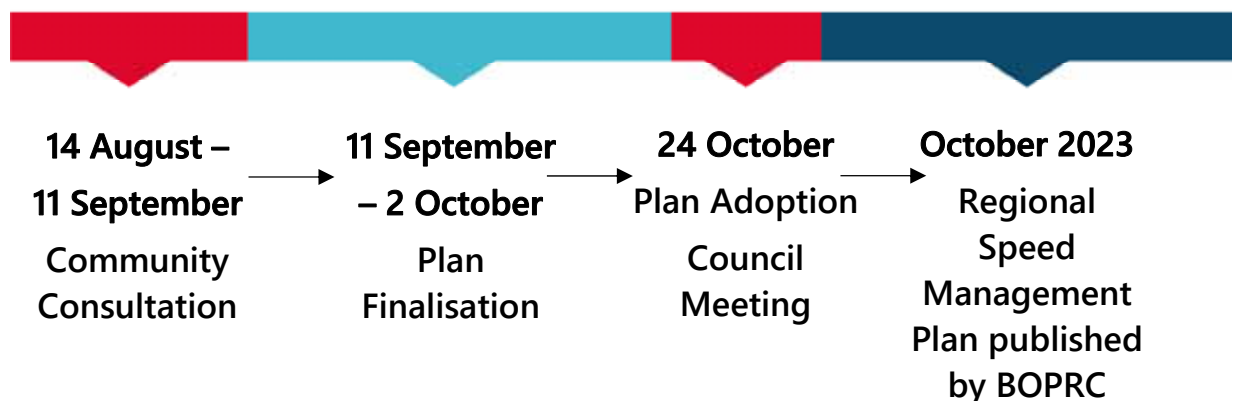 14 August –
11 September
Community
Consultation
11 September
– 2 October
Plan
Finalisation
24 October
Plan Adoption
Council
Meeting
October 2023
Regional
Speed
Management
Plan published
by BOPRC